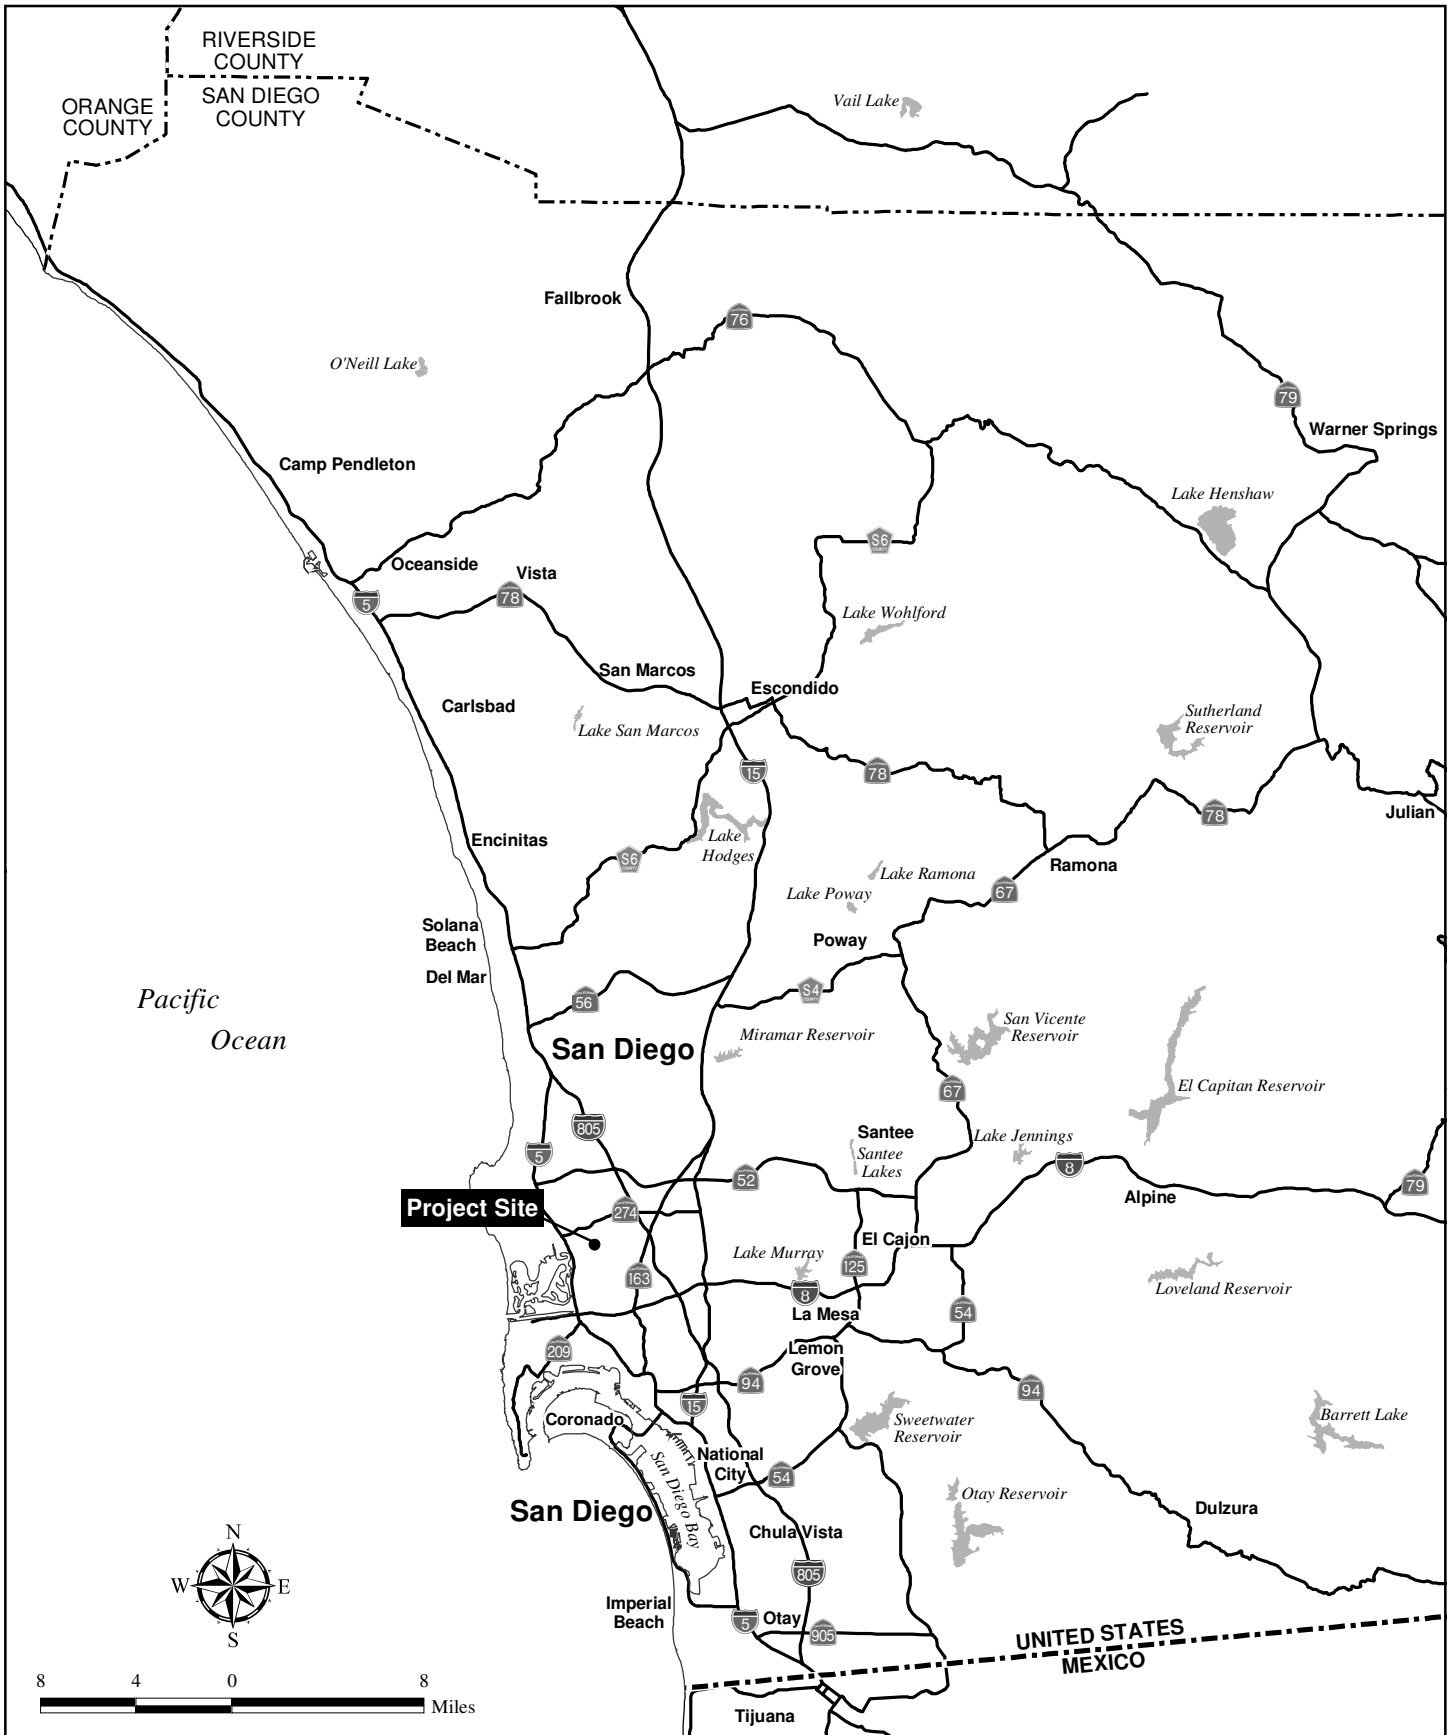 RIVERSIDE
COUNTY
ORANGE
COUNTY
SAN DIEGO
COUNTY
Vail Lake
Fallbrook
76
O'Neill Lake
79
Warner Springs
Camp Pendleton
Lake Henshaw
S6
COUNTY
Oceanside
Vista
5
78
Lake Wohlford
San Marcos
Escondido
Carlsbad
Lake San Marcos
Sutherland
Reservoir
15
78
78
Julian
Encinitas
Lake
Hodges
S6
COUNTY
Ramona
Lake Ramona
67
Lake Poway
Solana
Beach
Poway
Del Mar
Pacific
Ocean
56
S4
COUNTY
San Diego
Miramar Reservoir
San Vicente
Reservoir
El Capitan Reservoir
67
805
Santee
Santee
Lakes
Lake Jennings
5
8
52
Alpine
79
Project Site
274
El Cajon
Lake Murray
125
163
8
Loveland Reservoir
La Mesa
54
209
Lemon
Grove
94
94
15
Coronado
Sweetwater
Reservoir
Barrett Lake
National
City
54
San Diego Bay
San Diego
Otay Reservoir
Dulzura
Chula Vista
N
W
E
S
805
Imperial
Beach
5
Otay
905
UNITED STATES
MEXICO
8
4
0
8
Miles
Tijuana